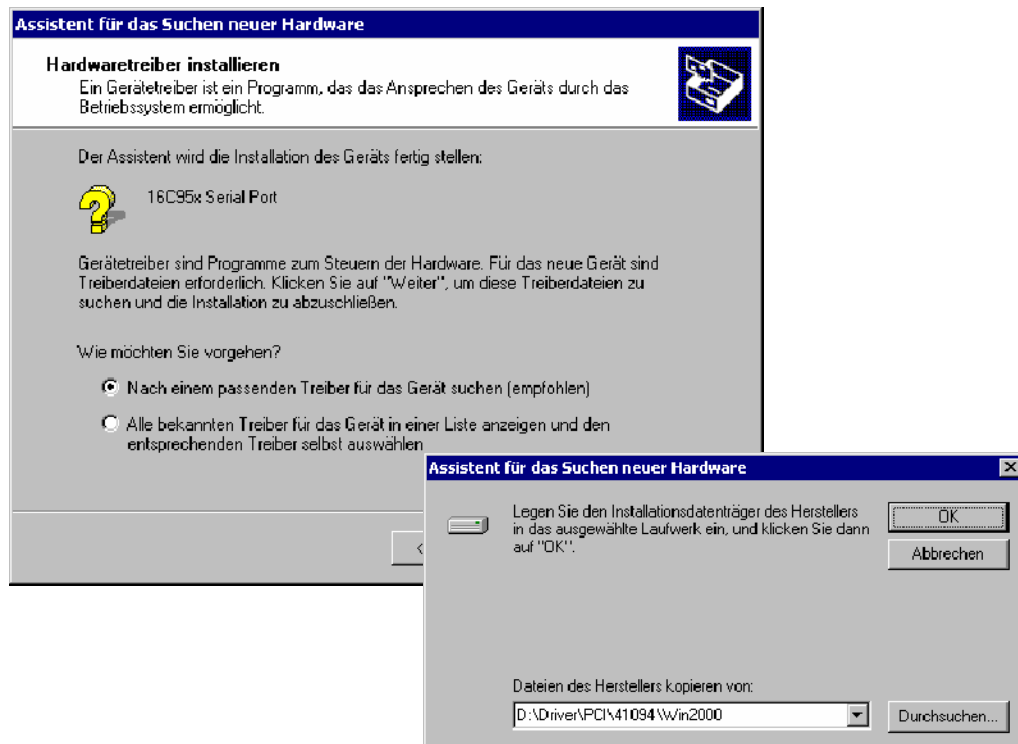 Assistent für das Suchen neuer Hardware
Hardwaretreiber installieren
Ein Gerätetreiber ist ein Programm, das das Ansprechen des Geräts durch das
Betriebssystem ermöglicht.
Der Assistent wird die Installation des Geräts fertig stellen:
16C95x Serial Port
Gerätetreiber sind Programme zum Steuern der Hardware. Für das neue Gerät sind
Treiberdateien erforderlich. Klicken Sie auf "Weiter", um diese Treiberdateien zu
suchen und die Installation zu abzuschließen.
Wie möchten Sie vorgehen?
Nach einem passenden Treiber für das Gerät suchen (empfohlen)
Alle bekannten Treiber für das Gerät in einer Liste anzeigen und den
entsprechenden Treiber selbst auswählen
<
Assistent für das Suchen neuer Hardware
Legen Sie den Installationsdatenträger des Herstellers
in das ausgewählte Laufwerk ein, und klicken Sie dann
auf "OK".
OK
Abbrechen
Dateien des Herstellers kopieren von:
D:\Driver\PCI\41094\Win2000
Durchsuchen...